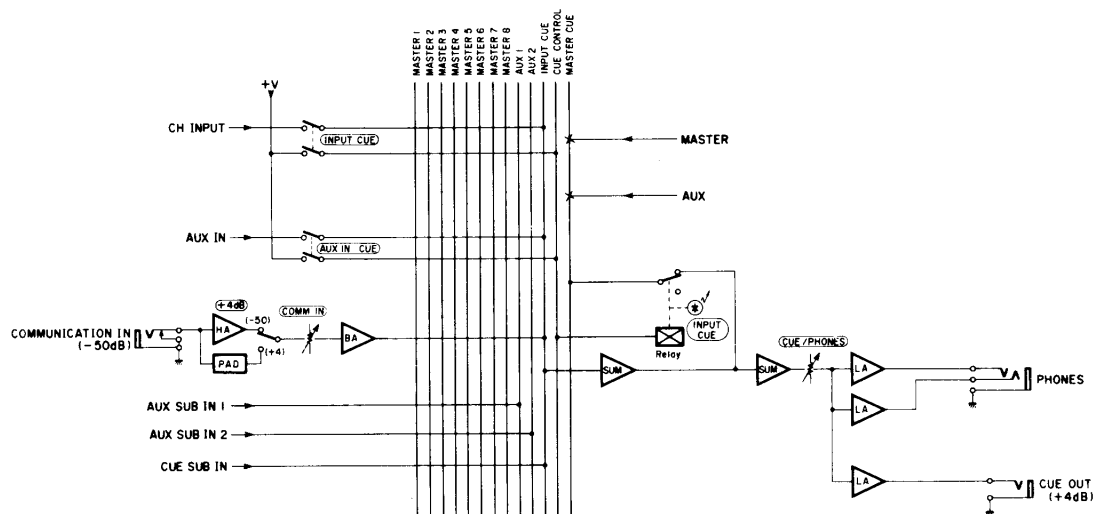 MASTER 1
MASTER 2
MASTER 3
MASTER 4
MASTER 5
MASTER 6
MASTER 7
MASTER 8
AUX 1
AUX 2
INPUT CUE
CUE CONTROL
MASTER CUE
+V
CH INPUT
INPUT CUE
MASTER
AUX
AUX IN
AUX IN CUE
+4dB
COMM IN
COMMUNICATION IN
(-50dB)
HA
(-50)
BA
PAD
(+4)
INPUT
CUE
Relay
CUE/PHONES
SUM
SUM
LA
PHONES
LA
AUX SUB IN 1
AUX SUB IN 2
CUE SUB IN
LA
CUE OUT
(+4dB)